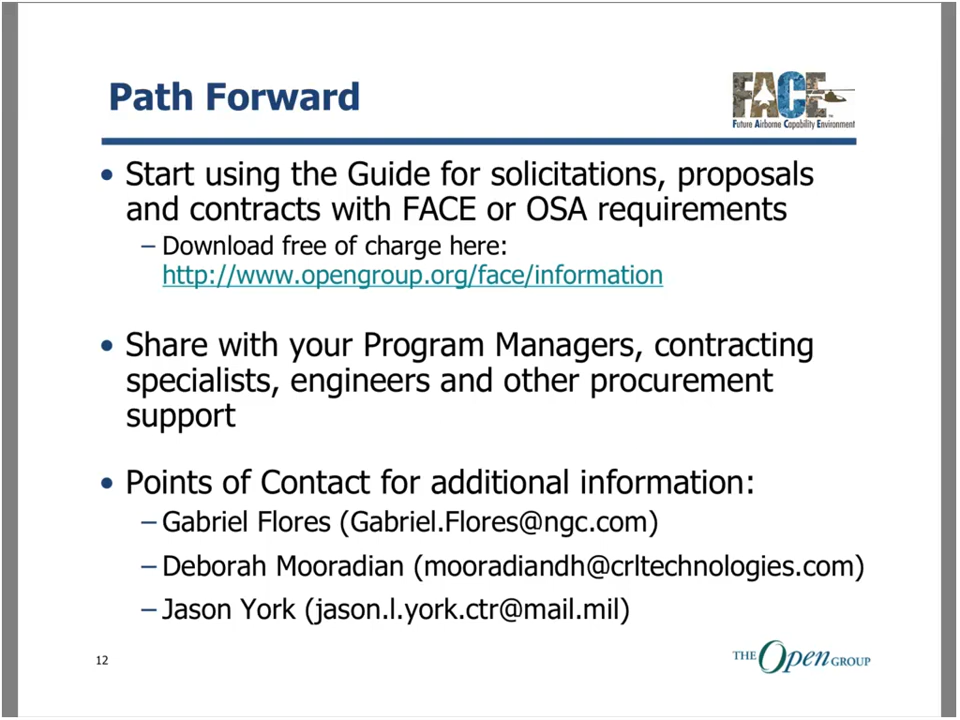 Path Forward
FACE™
Future Airborne Capability Environment
• Start using the Guide for solicitations, proposals
and contracts with FACE or OSA requirements
– Download free of charge here:
http://www.opengroup.org/face/information
• Share with your Program Managers, contracting
specialists, engineers and other procurement
support
• Points of Contact for additional information:
– Gabriel Flores (Gabriel.Flores@ngc.com)
– Deborah Mooradian (mooradiandh@crltechnologies.com)
– Jason York (jason.l.york.ctr@mail.mil)
12
THE Open GROUP